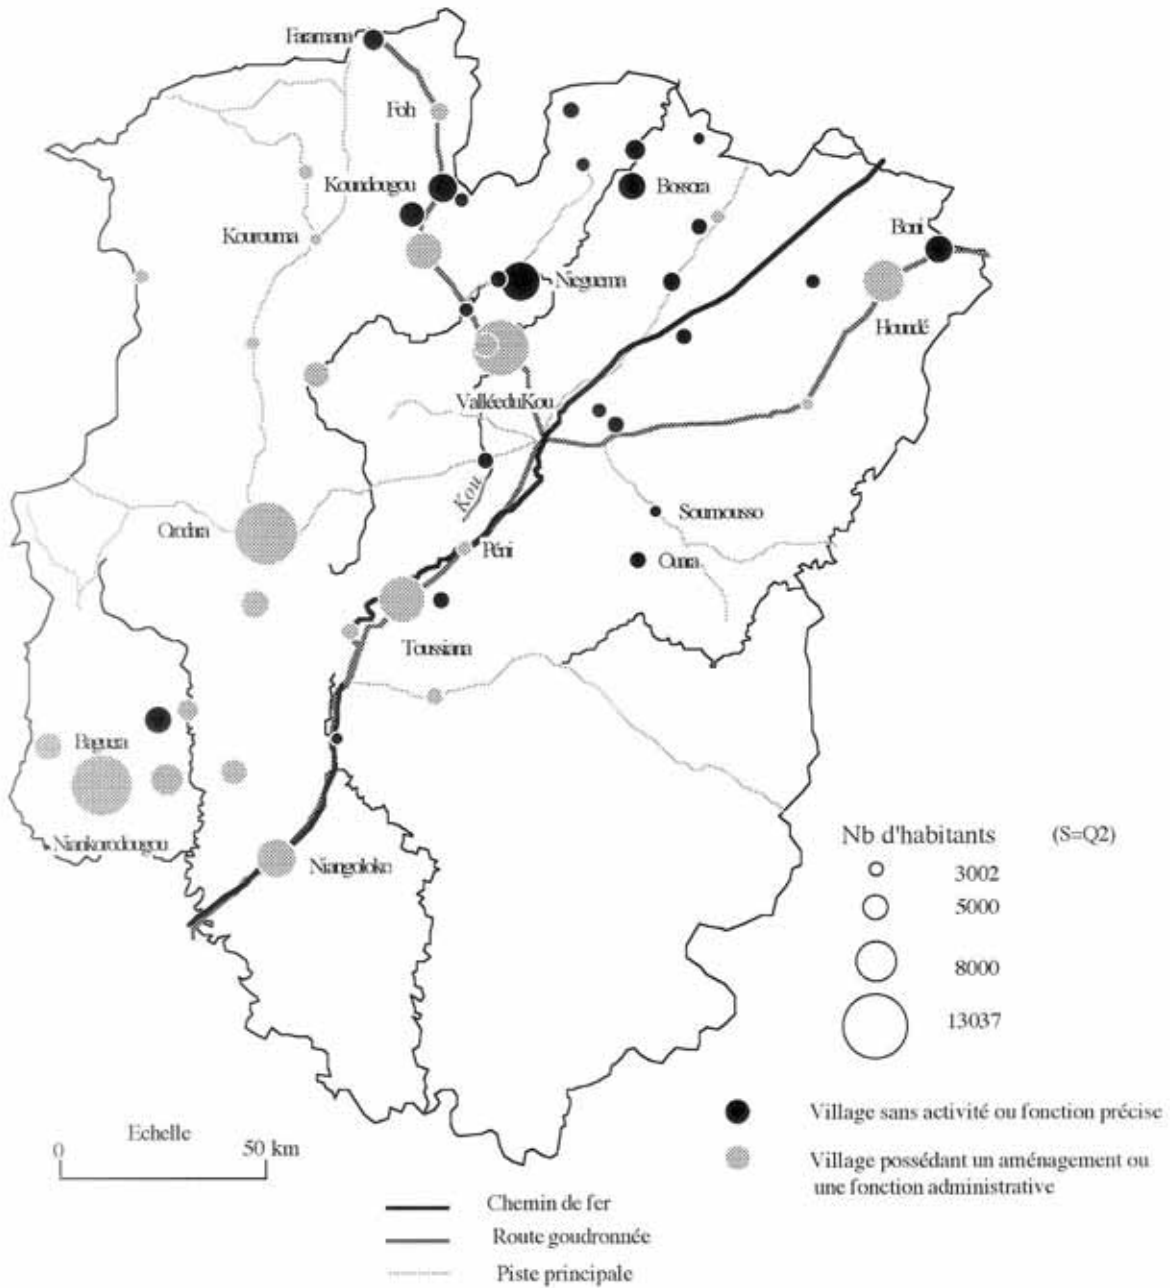 Faramana
Foh
Koundougou
Bossora
Kourouma
Boni
Nieguema
Houndé
ValléeduKou
Kou
Orodara
Soumousso
Péni
Ounra
Toussiana
Baguera
Niankorodougou
Niangoloko
Nb d'habitants (S=Q2)
3002
5000
8000
13037
Village sans activité ou fonction précise
Echelle
0 50 km
Village possédant un aménagement ou
une fonction administrative
Chemin de fer
Route goudronnée
Piste principale